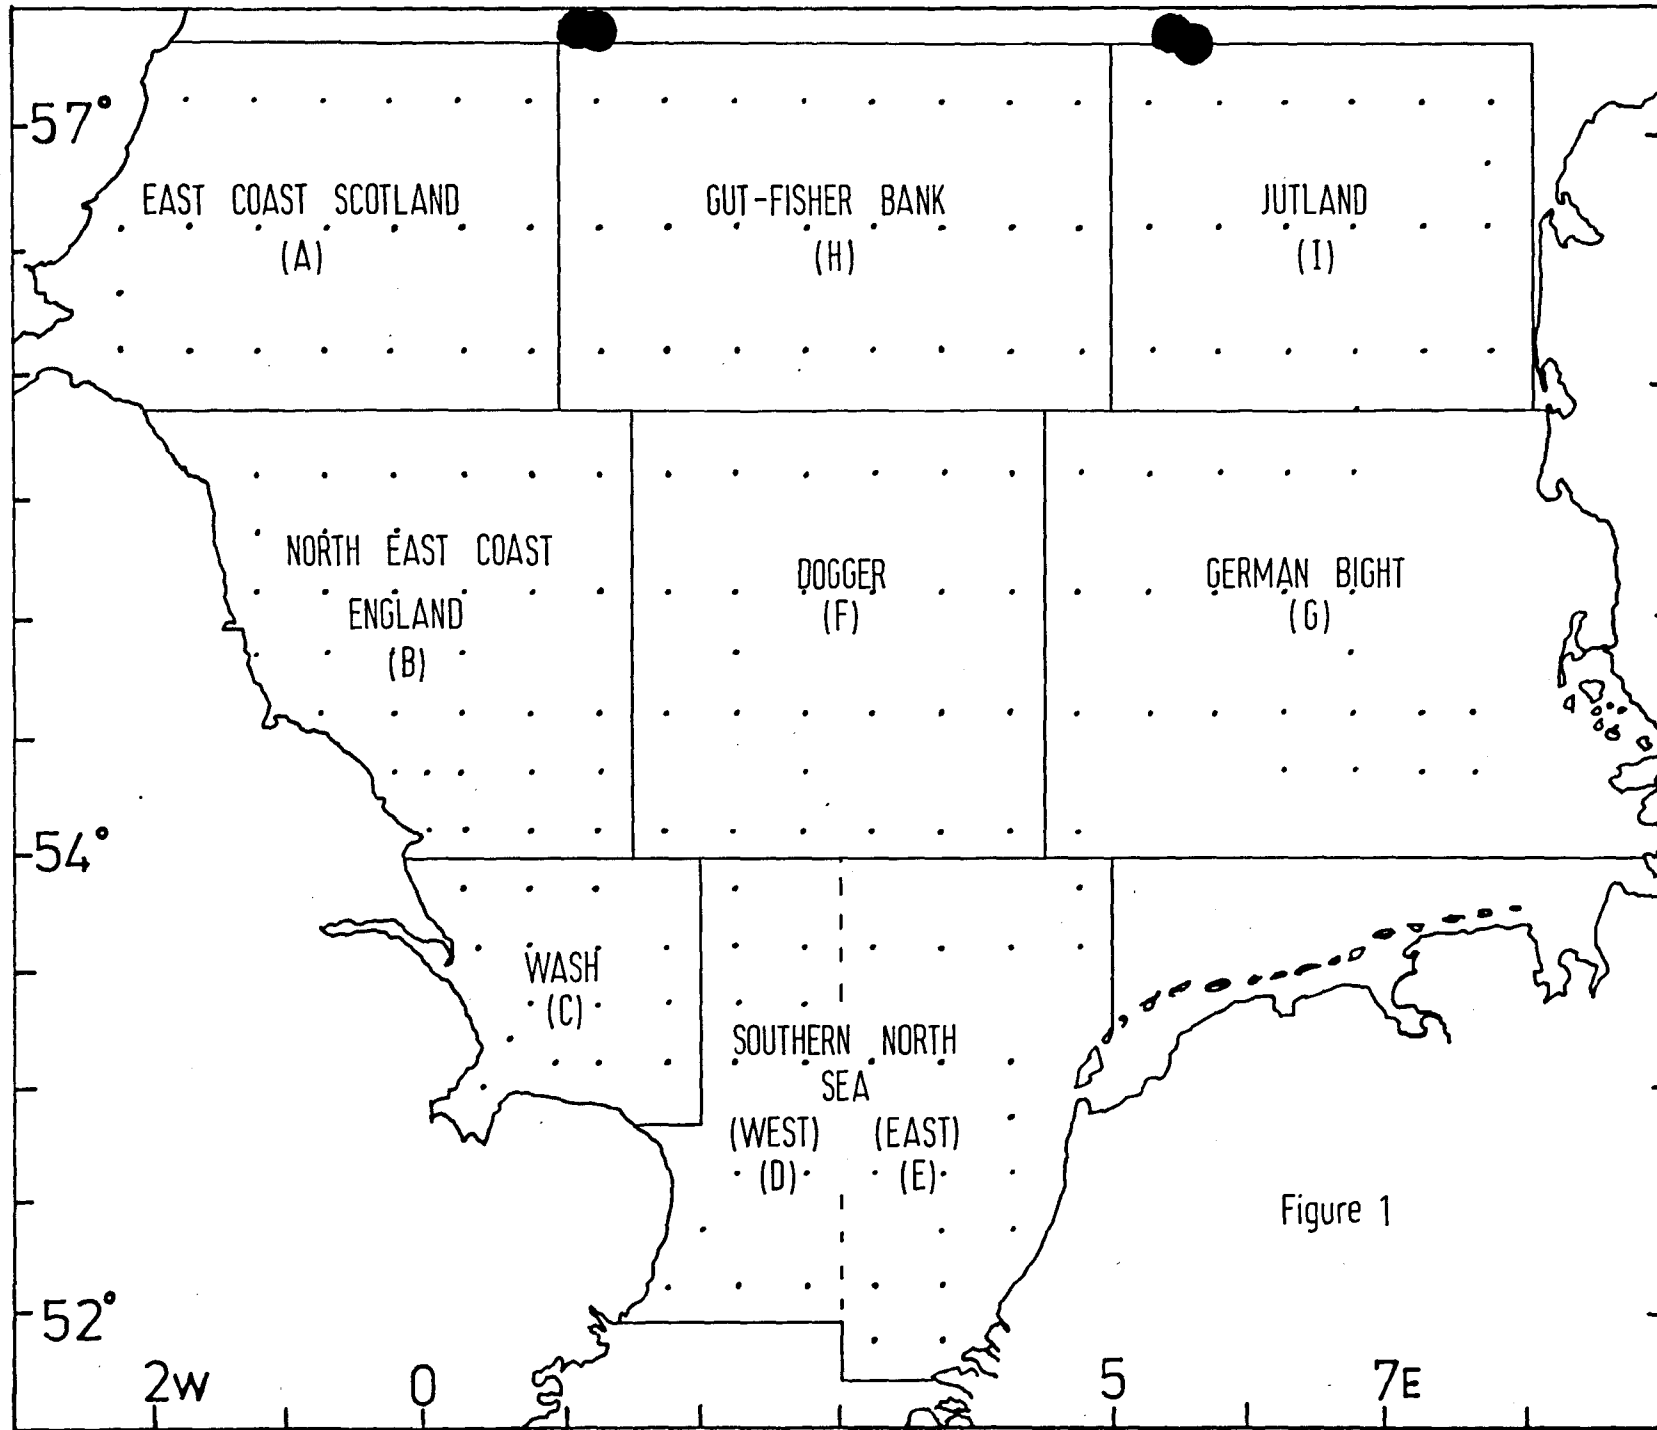 57°
EAST COAST SCOTLAND
(A)
GUT-FISHER BANK
(H)
JUTLAND
(I)
NORTH EAST COAST
ENGLAND
(B)
DOGGER
(F)
GERMAN BIGHT
(G)
54°
WASH
(C)
SOUTHERN NORTH
SEA
(WEST) (EAST)
(D) (E)
Figure 1
52°
2W 0 5 7E